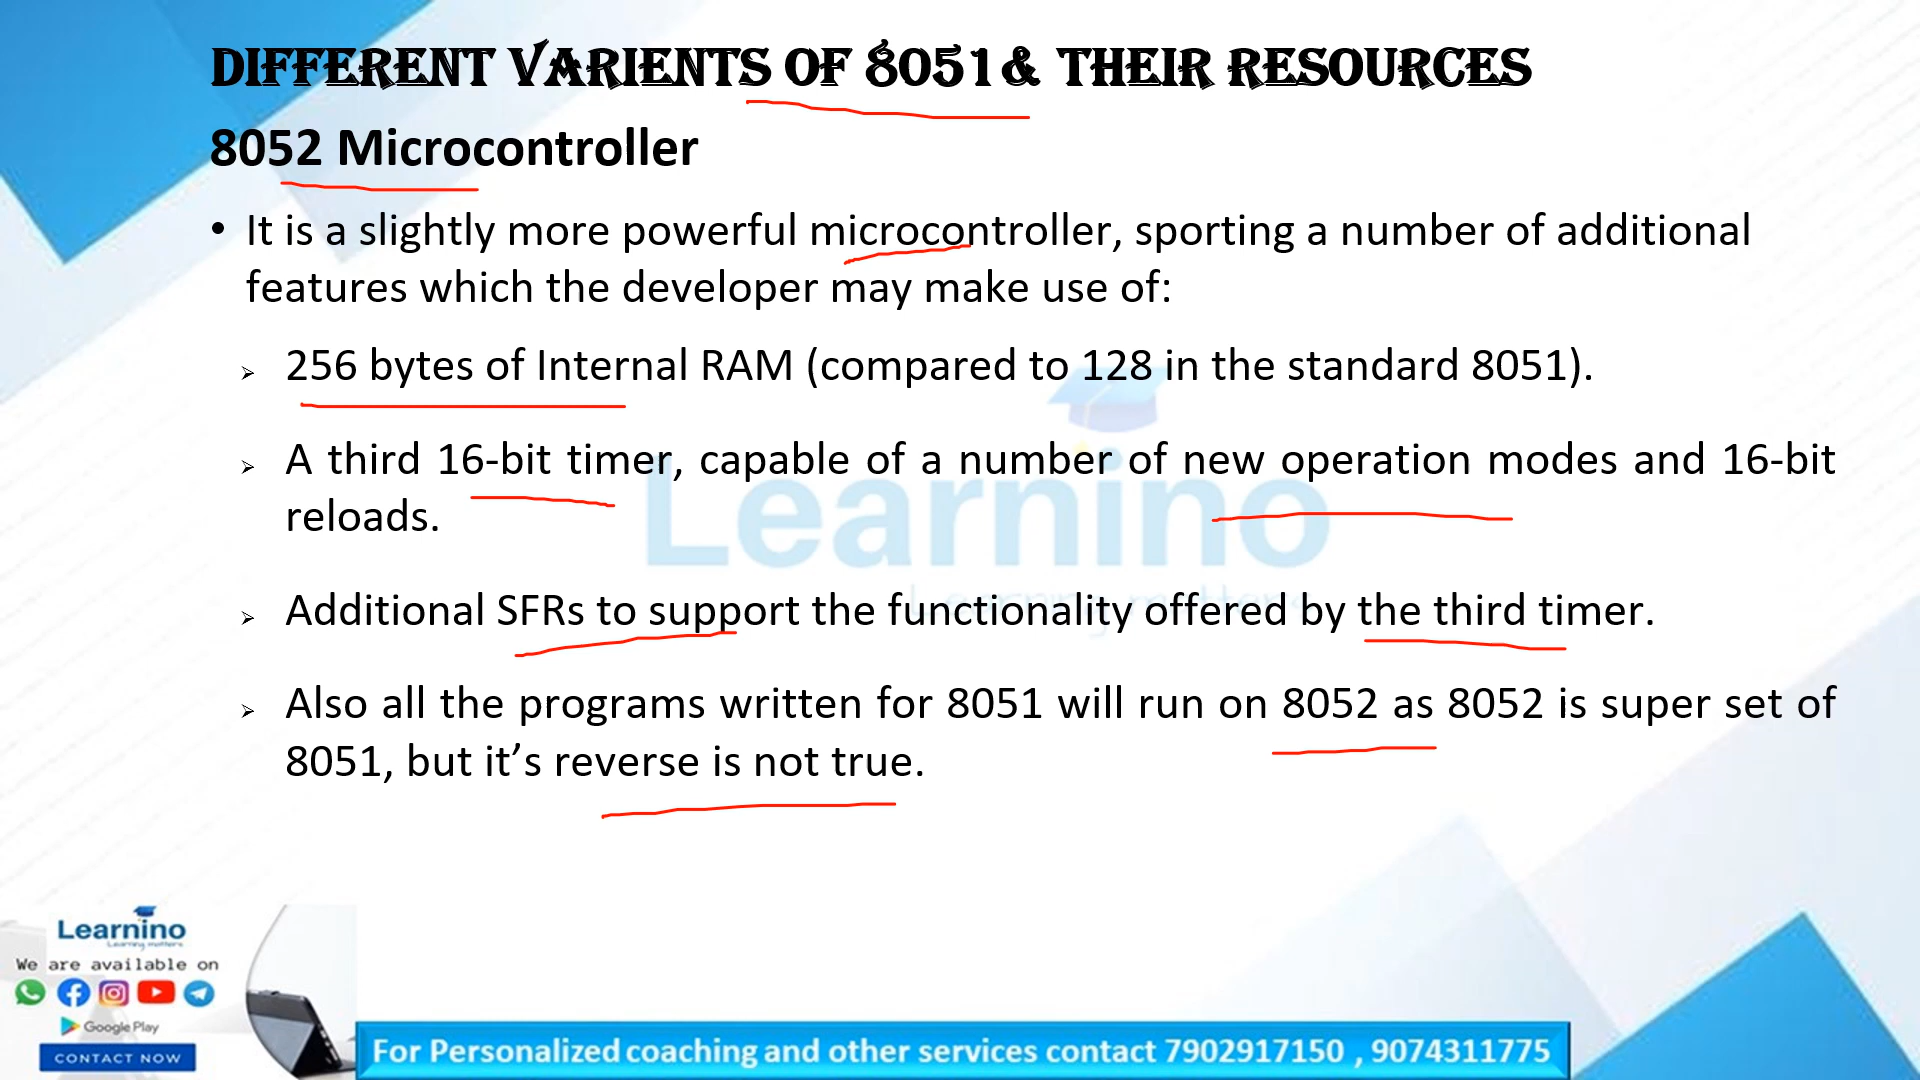 DIFFERENT VARIENTS OF 8051& THEIR RESOURCES
8052 Microcontroller
• It is a slightly more powerful microcontroller, sporting a number of additional
features which the developer may make use of:
➢ 256 bytes of Internal RAM (compared to 128 in the standard 8051).
➢ A third 16-bit timer, capable of a number of new operation modes and 16-bit
reloads.
➢ Additional SFRs to support the functionality offered by the third timer.
➢ Also all the programs written for 8051 will run on 8052 as 8052 is super set of
8051, but it’s reverse is not true.
Learnino
Learning matters
Learnino
Learning matters
We are available on
Google Play
CONTACT NOW
For Personalized coaching and other services contact 7902917150 , 9074311775